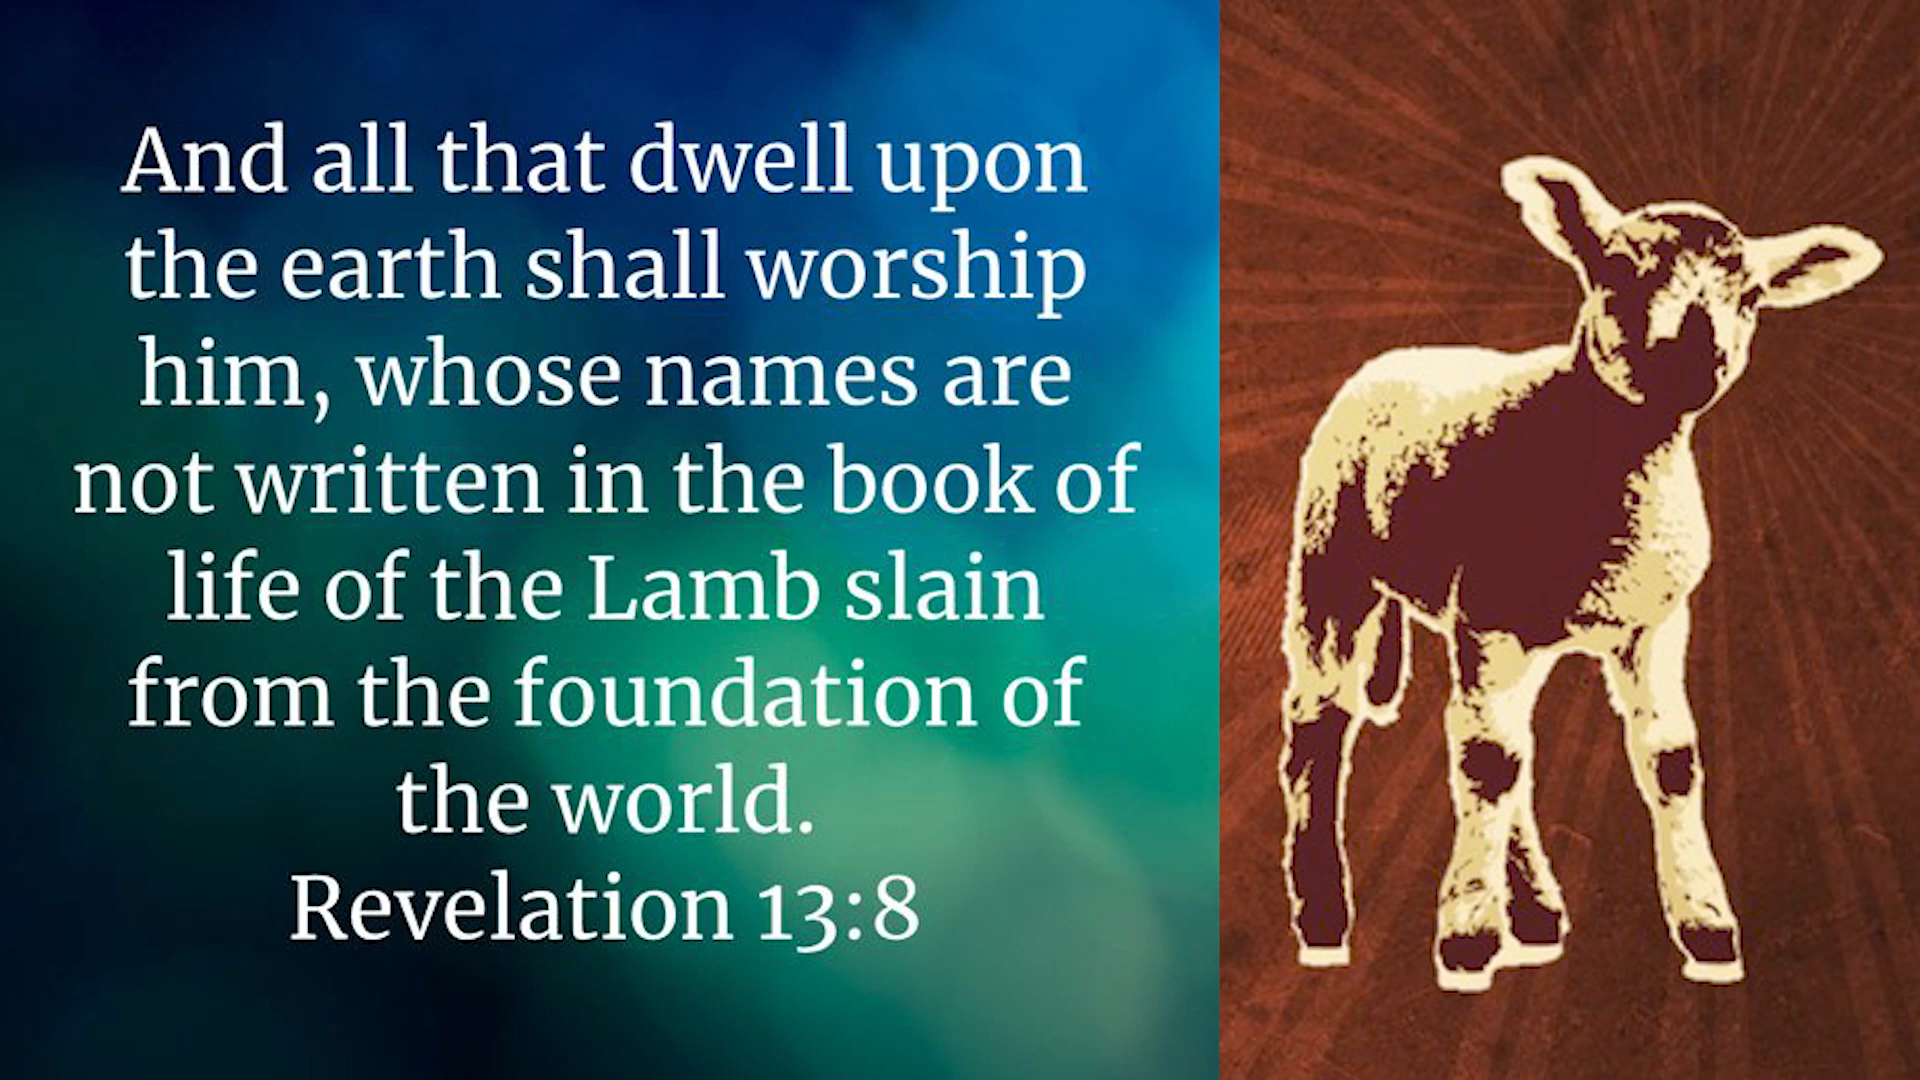 And all that dwell upon
the earth shall worship
him, whose names are
not written in the book of
life of the Lamb slain
from the foundation of
the world.
Revelation 13:8